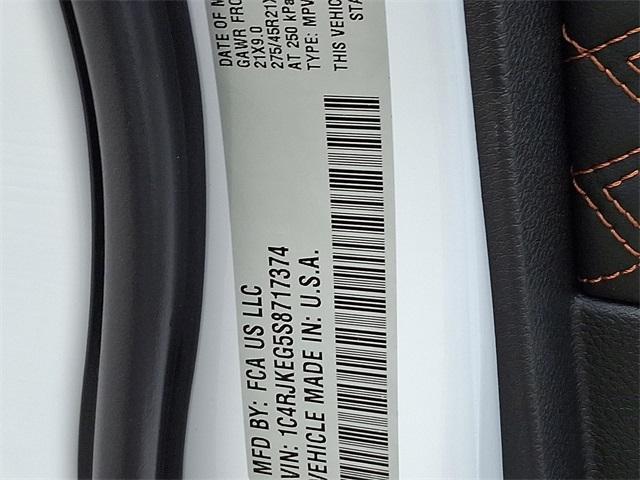 MFD BY: FCA US LLC
DATE OF M
VIN: 1C4RJKEG5S8717374
GAWR FRO
VEHICLE MADE IN: U.S.A.
21X9.0
275/45R21X
AT 250 kPa
TYPE: MPV
THIS VEHIC
STA